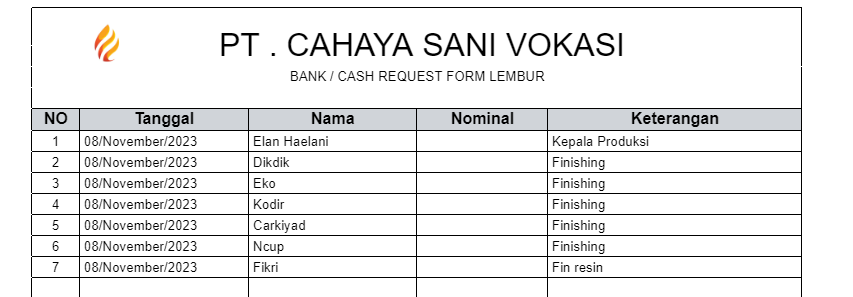 PT . CAHAYA SANI VOKASI
BANK / CASH REQUEST FORM LEMBUR
NO Tanggal Nama Nominal Keterangan
1 08/November/2023 Elan Haelani Kepala Produksi
2 08/November/2023 Dikdik Finishing
3 08/November/2023 Eko Finishing
4 08/November/2023 Kodir Finishing
5 08/November/2023 Carkiyad Finishing
6 08/November/2023 Ncup Finishing
7 08/November/2023 Fikri Fin resin